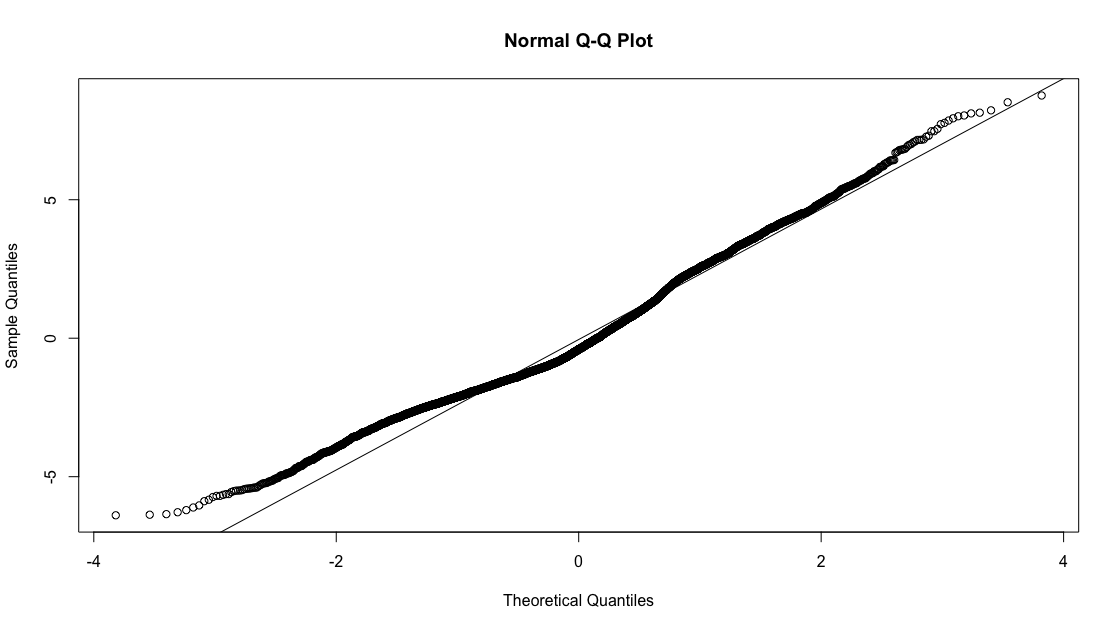 Normal Q-Q Plot
Sample Quantiles
5
0
-5
-4 -2 0 2 4
Theoretical Quantiles